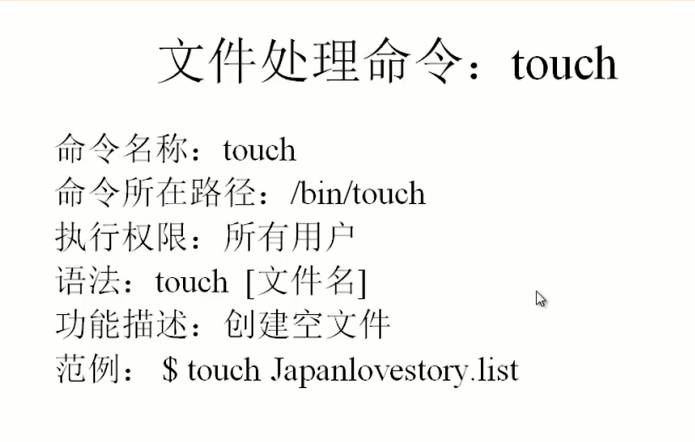 文件处理命令：touch
命令名称：touch
命令所在路径：/bin/touch
执行权限：所有用户
语法：touch [文件名]
功能描述：创建空文件
范例： $ touch Japanlovestory.list